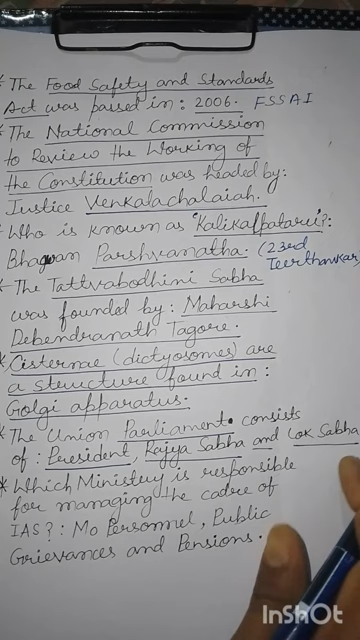 * The Food Safety and Standards
Act was passed in : 2006. FSSAI
* The National Commission
to Review the Working of
the Constitution was headed by:
Justice Venkalachalaiah.
* Who is known as "Kalikalpataru"?:
Bhagwan Parshvanatha. (23rd
Teerthankar)
* The Tattvabodhini Sabha
was founded by: Maharshi
Debendranath Tagore.
* Cisternae (dictyosomes) are
a structure found in:
Golgi apparatus.
* The Union Parliament consists
of : President, Rajya Sabha and Lok Sabha
* Which Ministry is responsible
for managing the cadre of
IAS? : Mo Personnel, Public
Grievances and Pensions.
InShOt